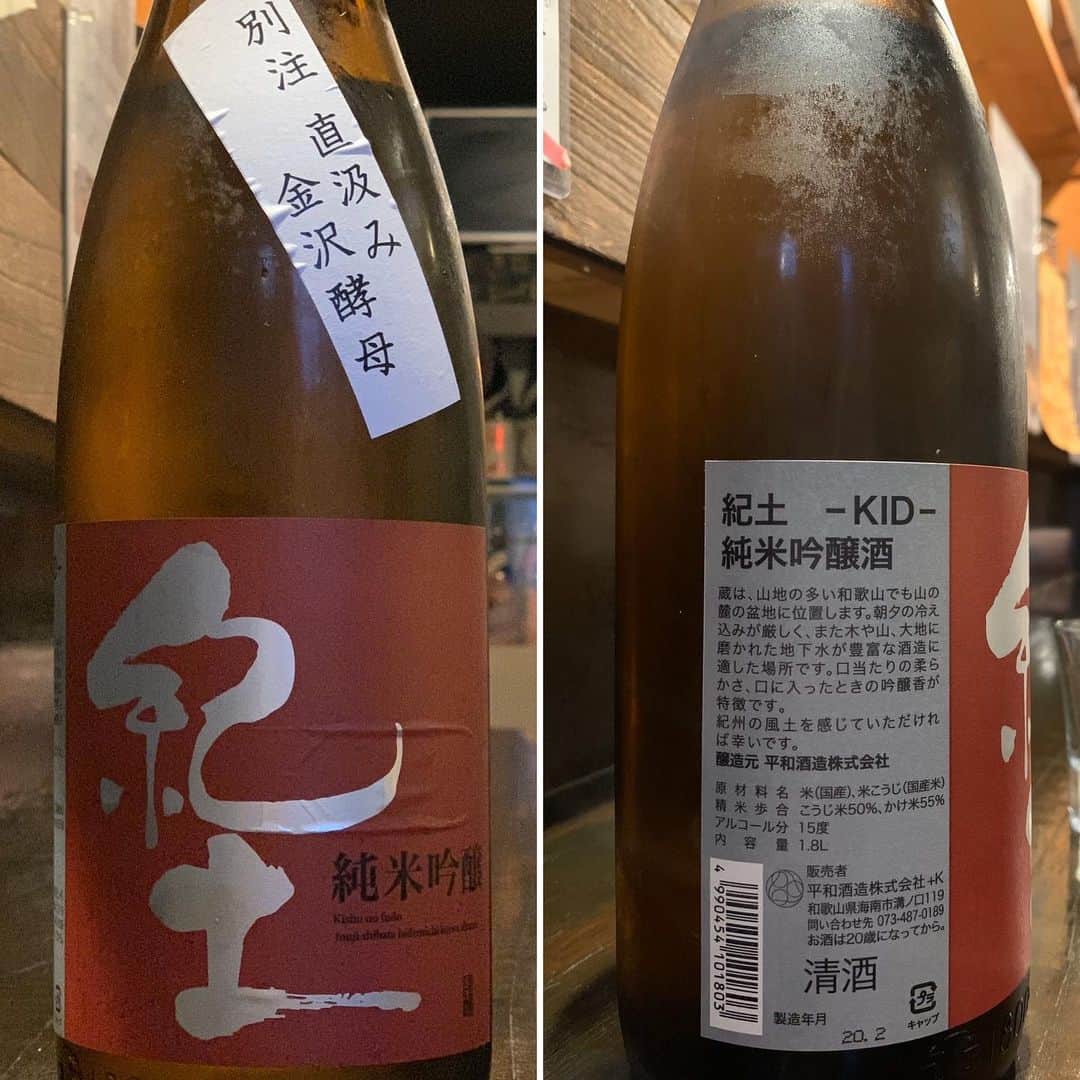 別注 直汲み
金沢酵母
紀土
純米吟醸
Kishu no fudo
紀土 -KID-
純米吟醸酒
蔵は、山地の多い和歌山でも山の
麓の盆地に位置します。朝夕の冷え
込みが厳しく、また木や山、大地に
磨かれた地下水が豊富な酒造に
適した場所です。口当たりの柔ら
かさ、口に入ったときの吟醸香が
特徴です。
紀州の風土を感じていただけれ
ば幸いです。
醸造元 平和酒造株式会社
原材料名 米(国産)、米こうじ(国産米)
精米歩合 こうじ米50%、かけ米55%
アルコール分 15度
内容量 1.8L
販売者
平和酒造株式会社+K
和歌山県海南市溝ノ口119
問い合わせ先 073-487-0189
お酒は20歳になってから。
4990454101803
清酒
プラ
キャップ
製造年月
20. 2